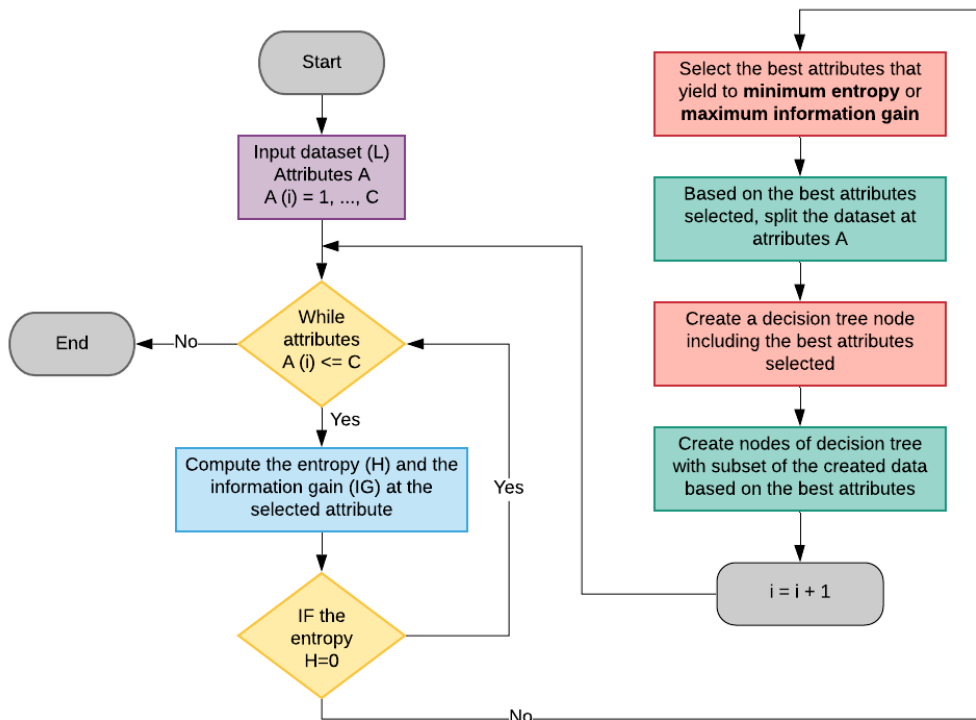 Start
Input dataset (L)
Attributes A
A (i) = 1, ..., C
While
attributes
A (i) <= C
No
End
Yes
Compute the entropy (H) and the
information gain (IG) at the
selected attribute
Yes
IF the
entropy
H=0
No
Select the best attributes that
yield to minimum entropy or
maximum information gain
Based on the best attributes
selected, split the dataset at
atrributes A
Create a decision tree node
including the best attributes
selected
Create nodes of decision tree
with subset of the created data
based on the best attributes
i = i + 1